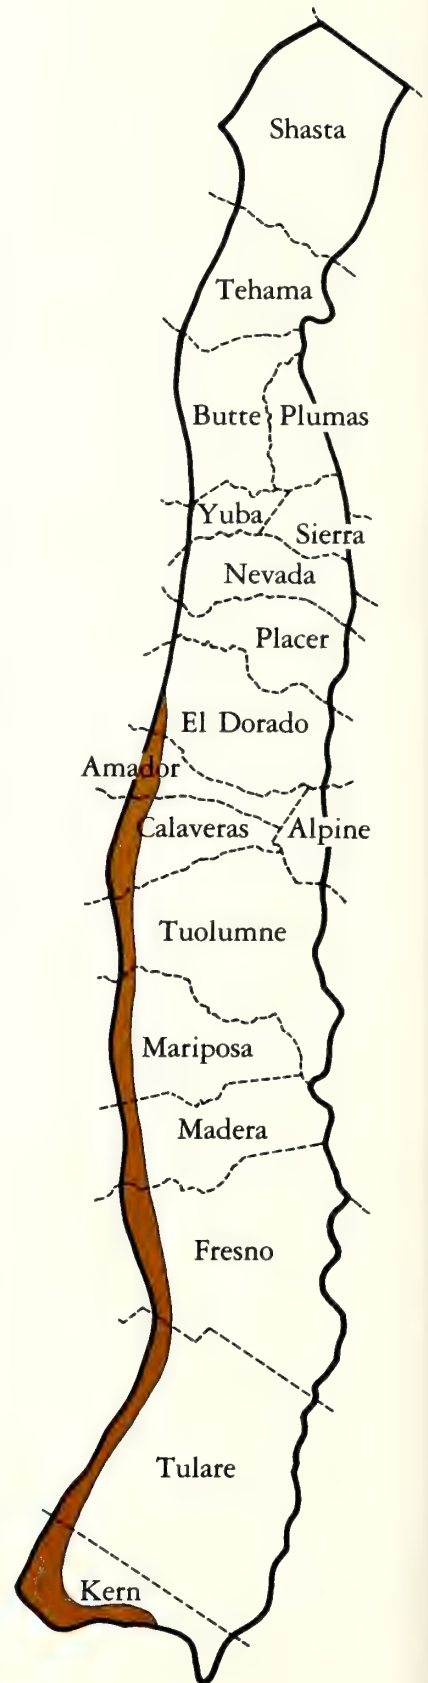 Shasta
Tehama
Butte Plumas
Yuba
Sierra
Nevada
Placer
El Dorado
Amador
Calaveras Alpine
Tuolumne
Mariposa
Madera
Fresno
Tulare
Kern